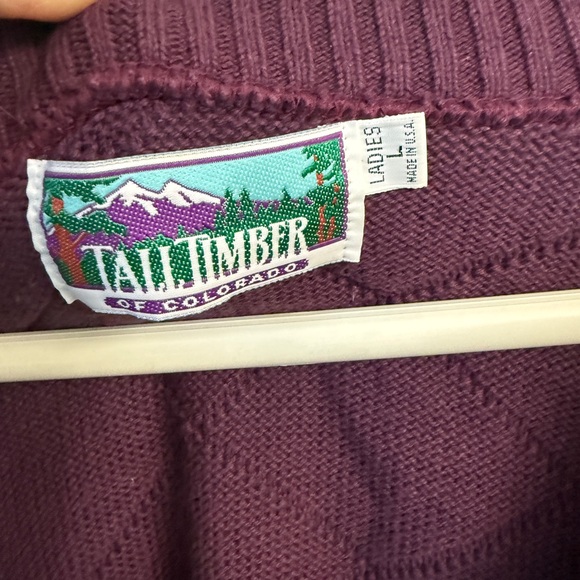 TALL TIMBER
OF COLORADO
LADIES
L
MADE IN U.S.A.